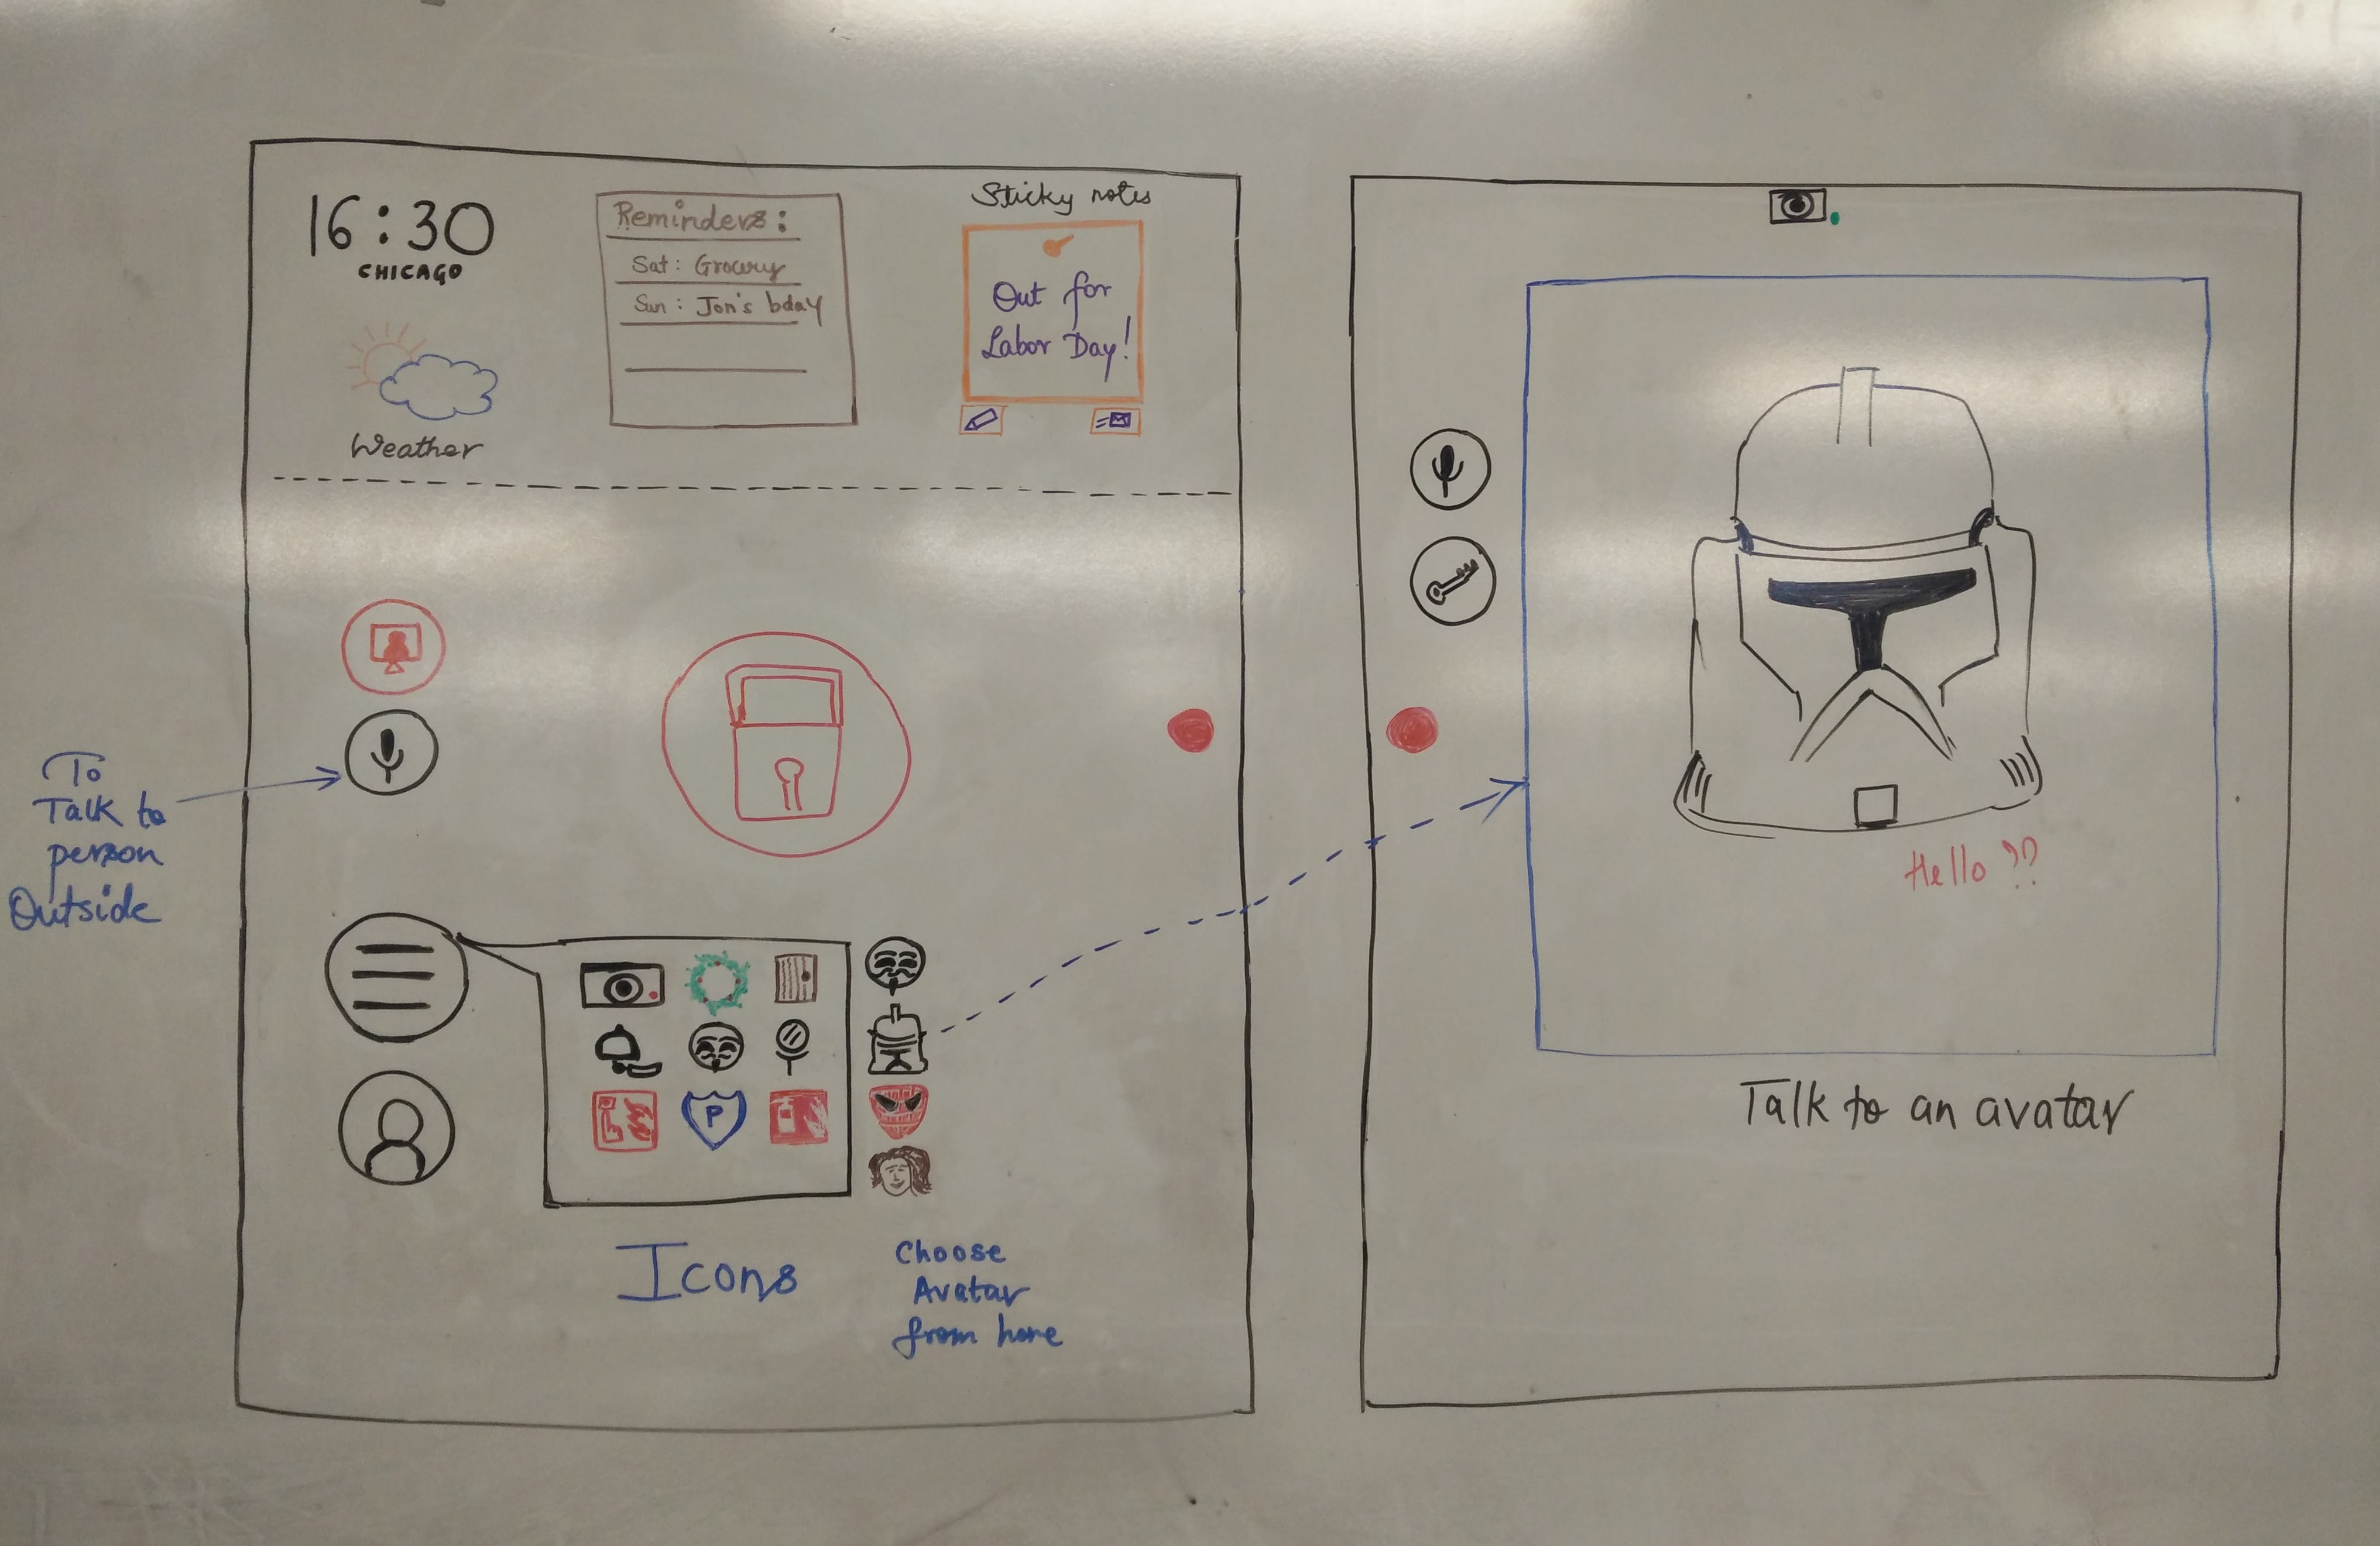 16:30
CHICAGO
Weather
Reminders:
Sat: Grocery
Sun: Jon's bday
Sticky notes
Out for
Labor Day!
To
Talk to
person
Outside
P
Icons
Choose
Avatar
from here
Hello ??
Talk to an avatar